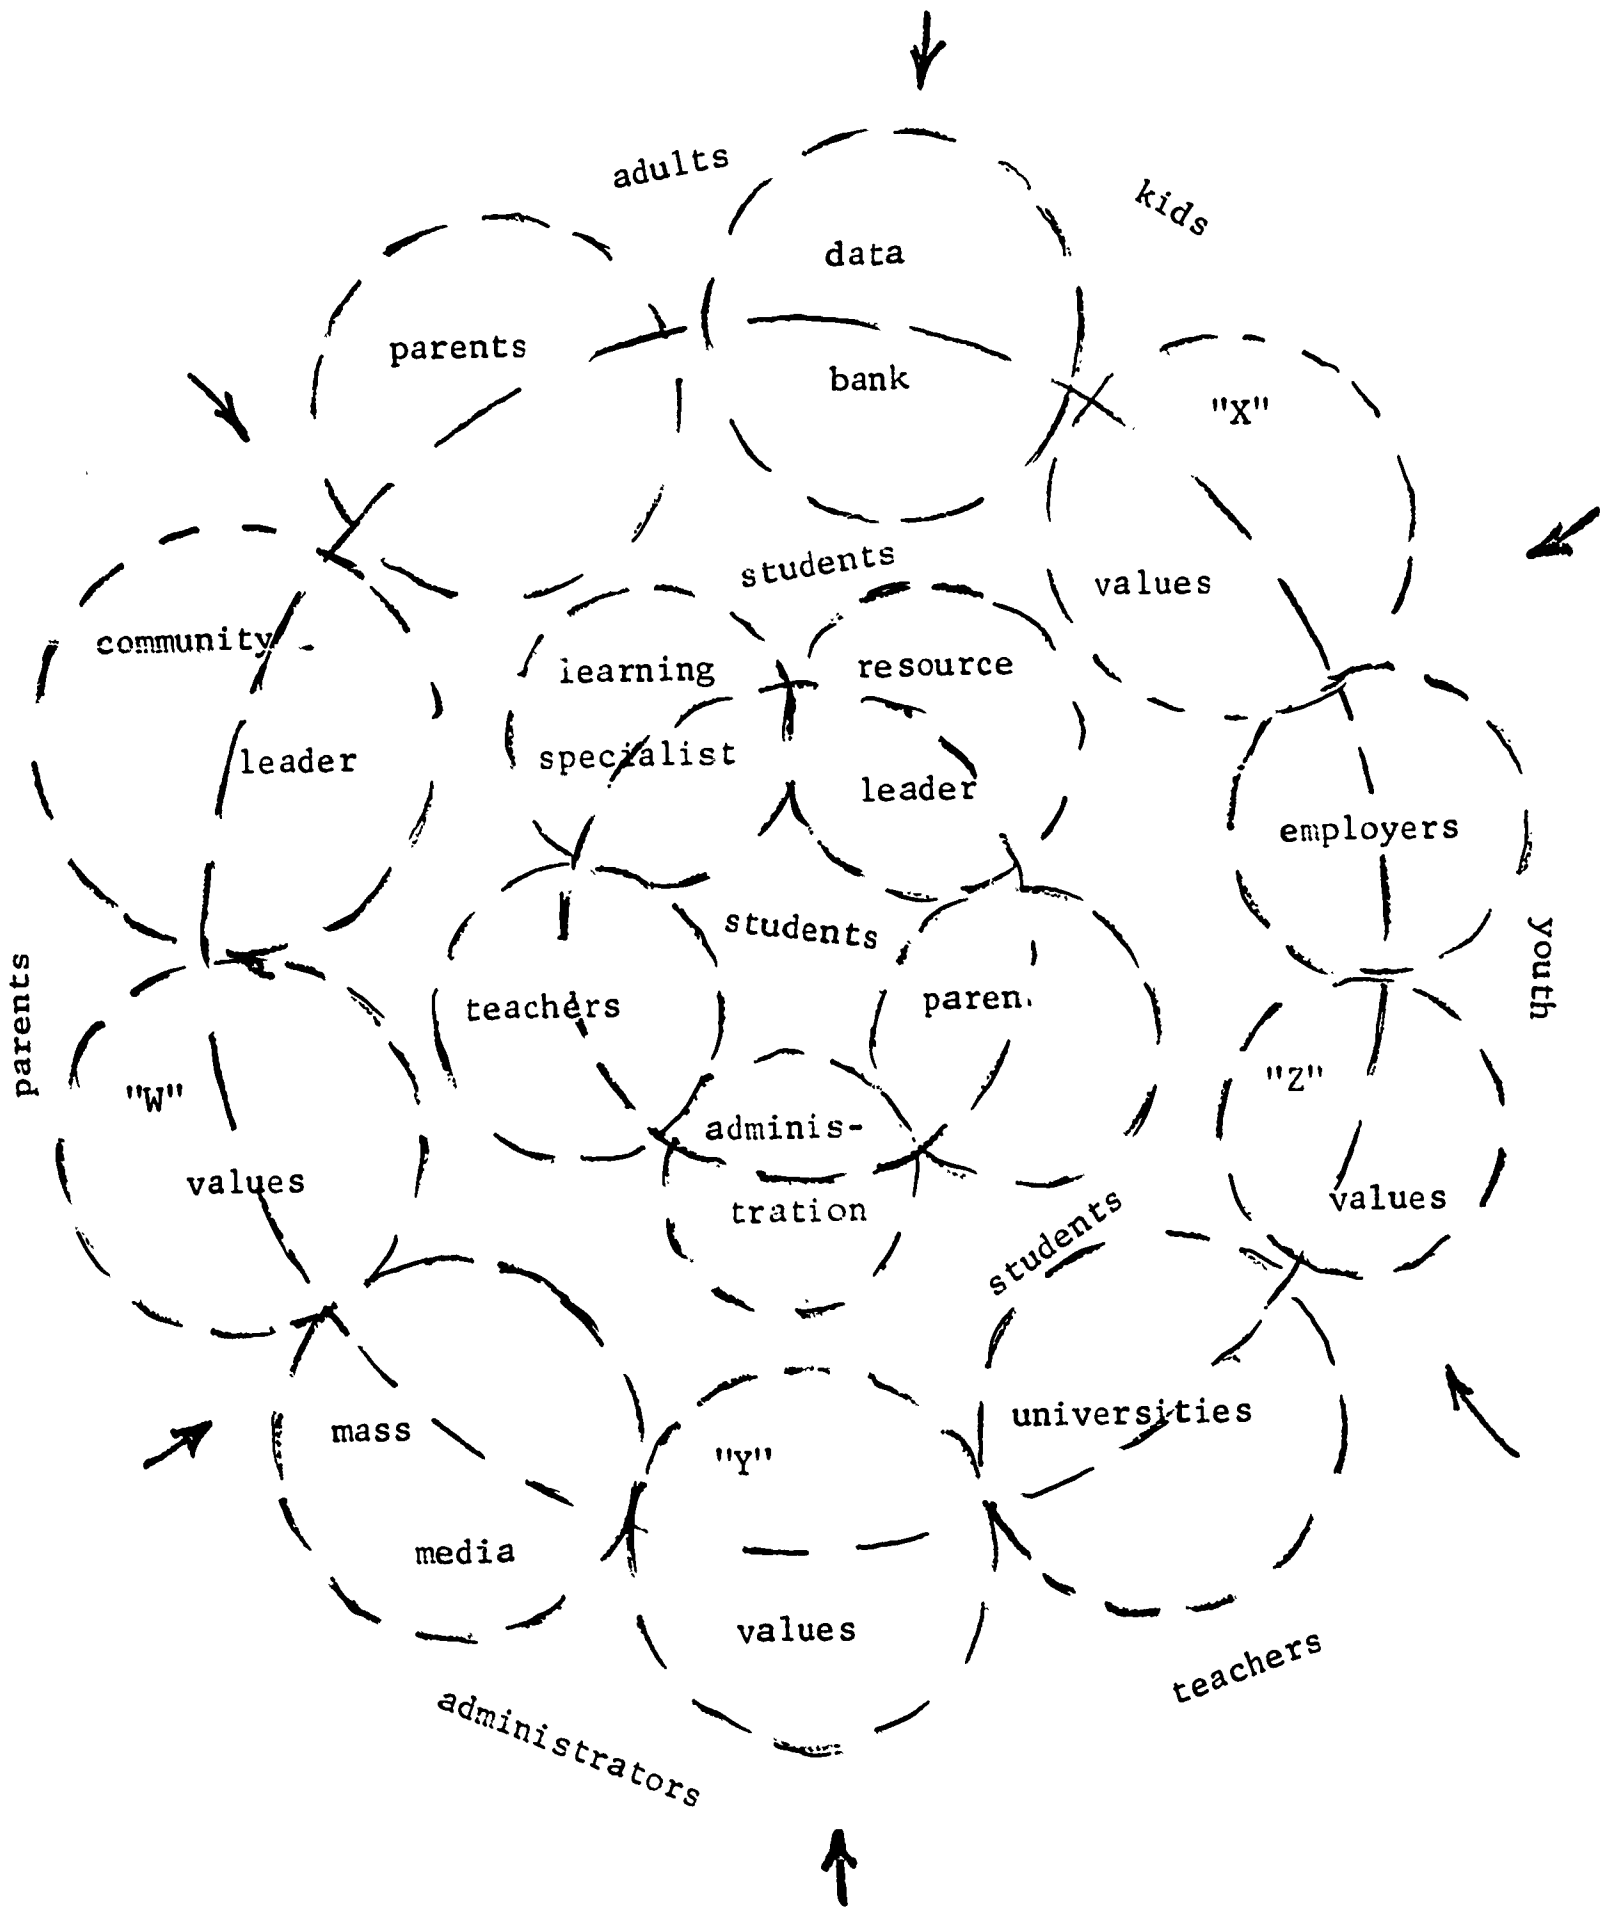 adults
kids
data
bank
parents
"X"
values
students
community
leader
learning
specialist
resource
leader
employers
students
teachers
paren
youth
parents
"W"
values
adminis-
tration
"Z"
values
students
mass
media
"Y"
values
universities
teachers
administrators